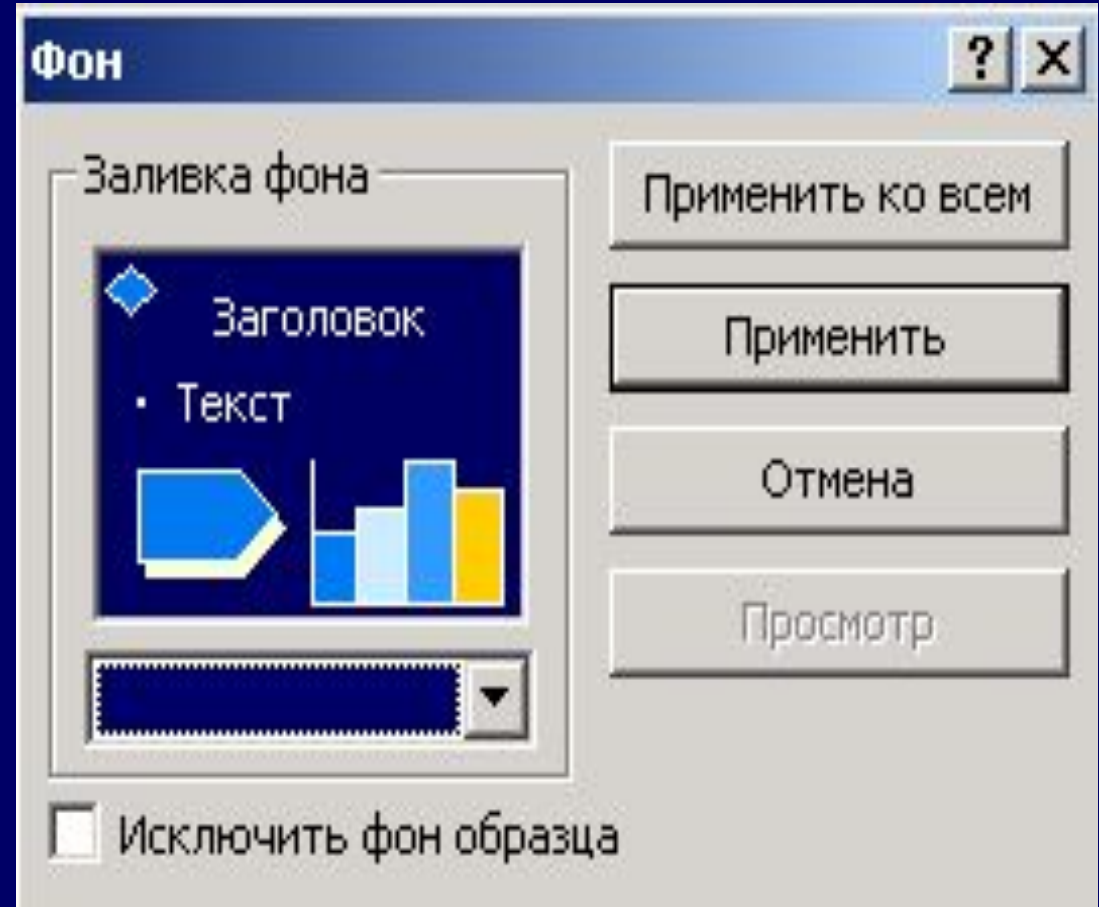 Фон
Заливка фона
Заголовок
· Текст
Применить ко всем
Применить
Отмена
Просмотр
Исключить фон образца